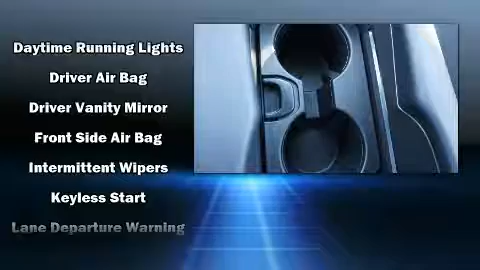 Daytime Running Lights
Driver Air Bag
Driver Vanity Mirror
Front Side Air Bag
Intermittent Wipers
Keyless Start
Lane Departure Warning